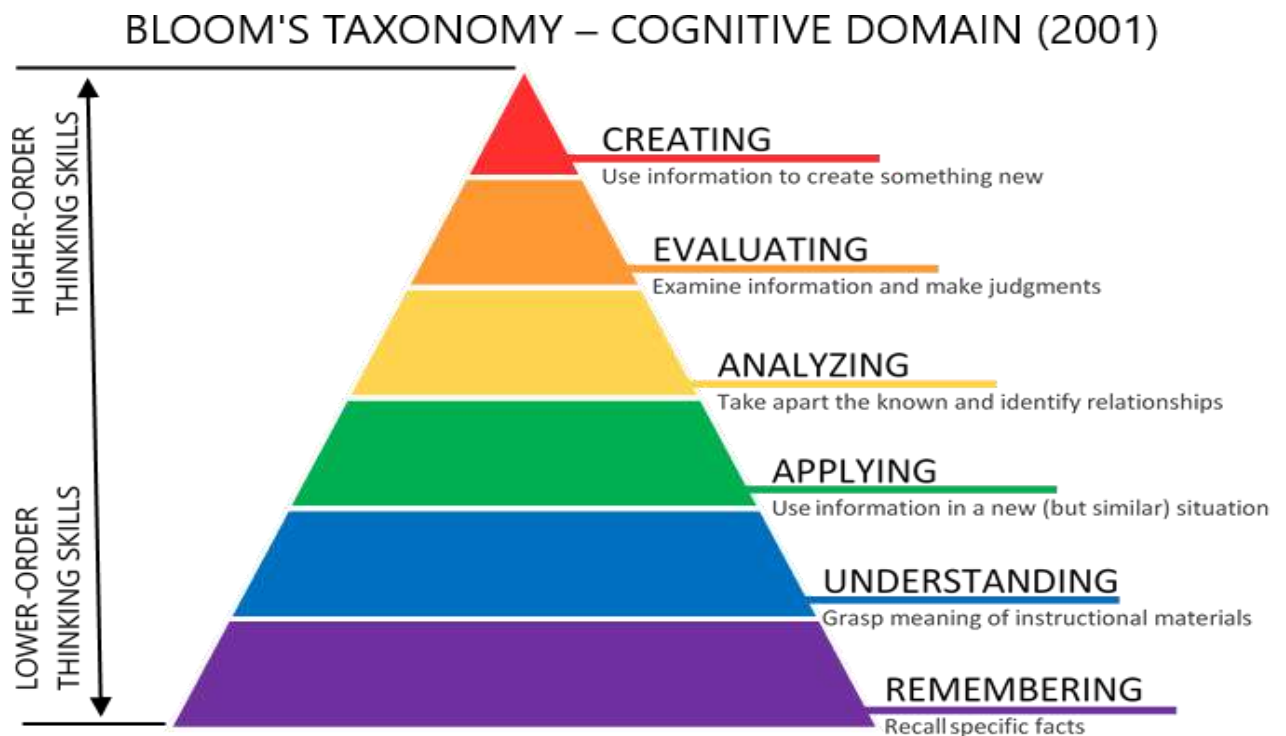 BLOOM'S TAXONOMY – COGNITIVE DOMAIN (2001)
HIGHER-ORDER
THINKING SKILLS
LOWER-ORDER
THINKING SKILLS
CREATING
Use information to create something new
EVALUATING
Examine information and make judgments
ANALYZING
Take apart the known and identify relationships
APPLYING
Use information in a new (but similar) situation
UNDERSTANDING
Grasp meaning of instructional materials
REMEMBERING
Recall specific facts